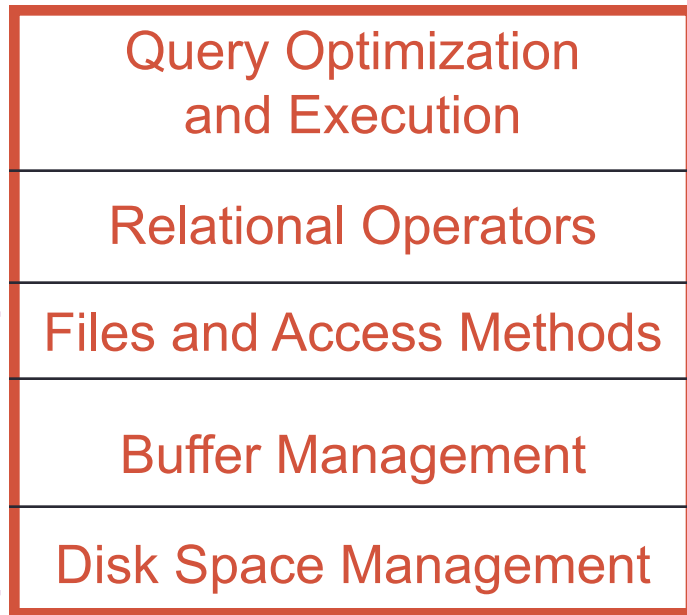 Query Optimization
and Execution
Relational Operators
Files and Access Methods
Buffer Management
Disk Space Management